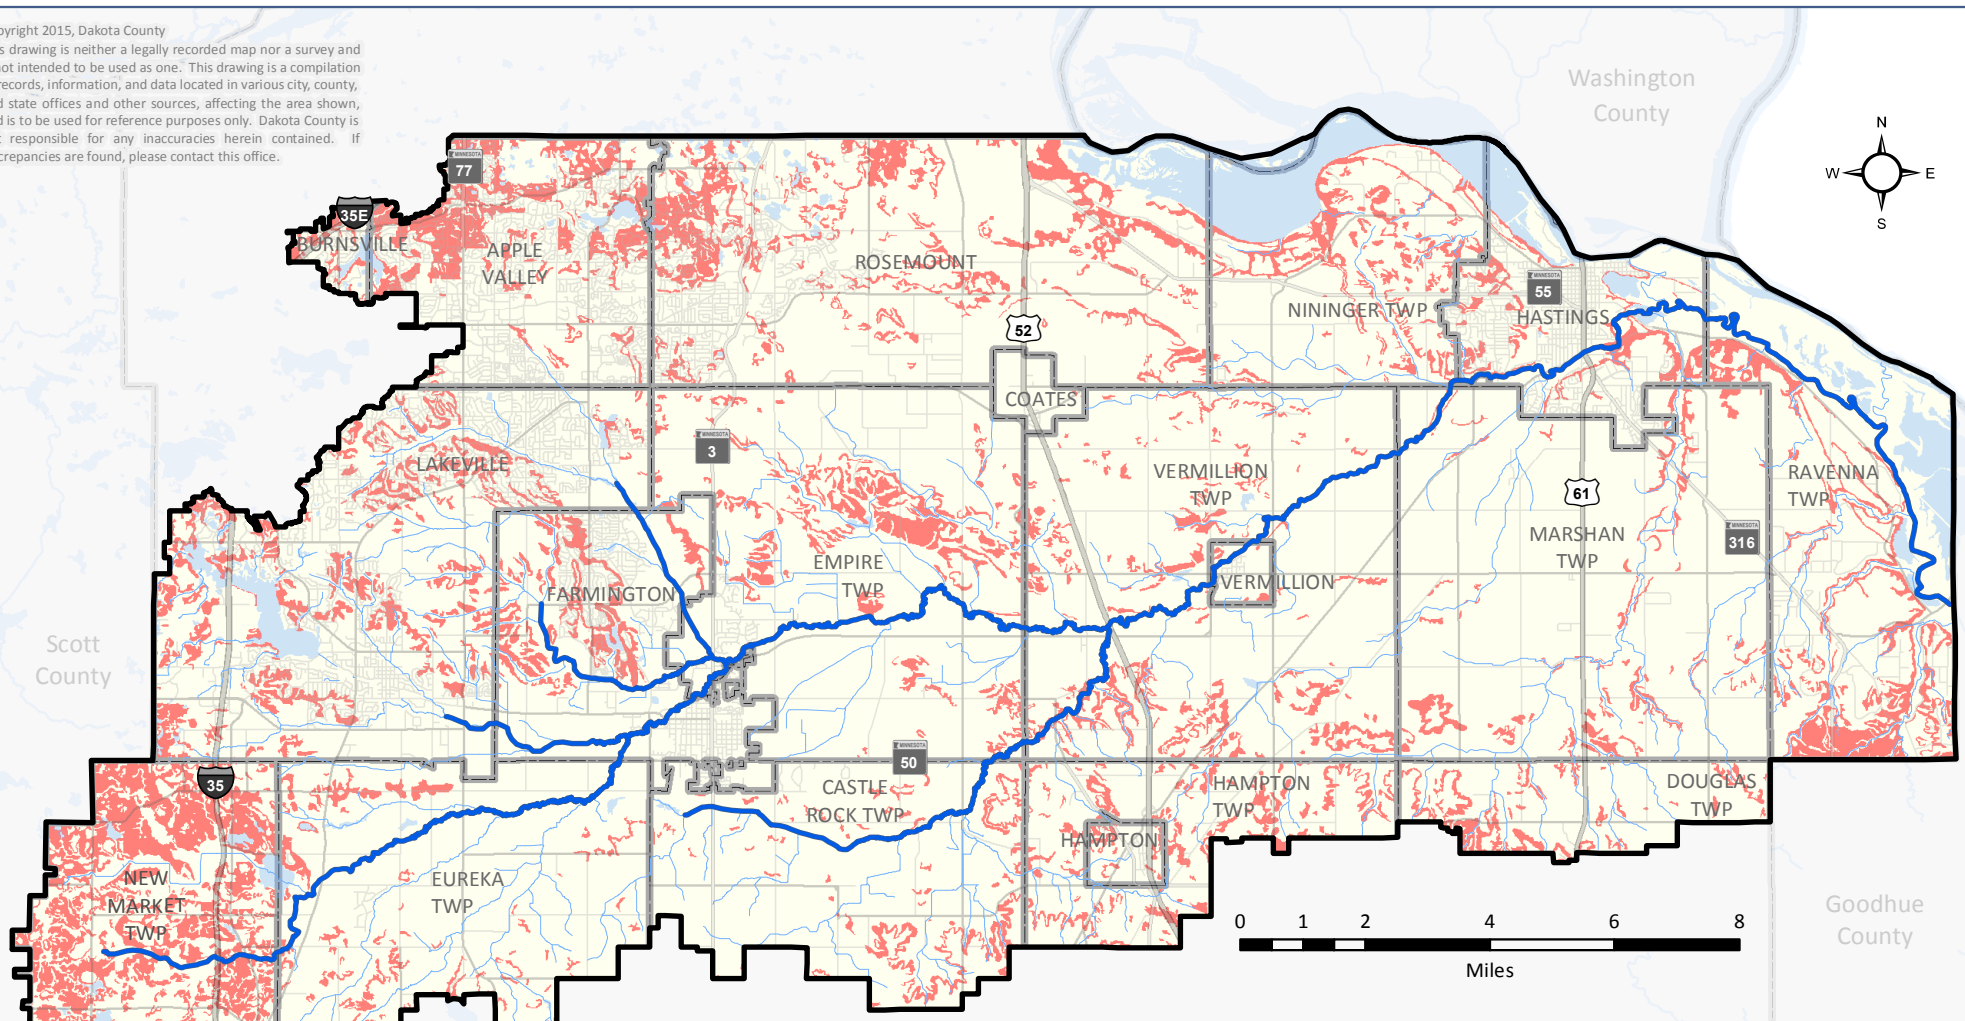 pyright 2015, Dakota County
s drawing is neither a legally recorded map nor a survey and
not intended to be used as one. This drawing is a compilation
records, information, and data located in various city, county,
d state offices and other sources, affecting the area shown,
d is to be used for reference purposes only. Dakota County is
t responsible for any inaccuracies herein contained. If
crepancies are found, please contact this office.
Washington
County
N
W
E
S
MINNESOTA
77
35E
BURNSVILLE
APPLE
VALLEY
ROSEMOUNT
MINNESOTA
55
NININGER TWP
HASTINGS
52
COATES
MINNESOTA
3
LAKEVILLE
VERMILLION
TWP
61
RAVENNA
TWP
MARSHAN
TWP
MINNESOTA
316
EMPIRE
TWP
FARMINGTON
VERMILLION
Scott
County
35
MINNESOTA
50
CASTLE
ROCK TWP
HAMPTON
TWP
DOUGLAS
TWP
HAMPTON
NEW
MARKET
TWP
EUREKA
TWP
Goodhue
County
0 1 2 4 6 8
Miles